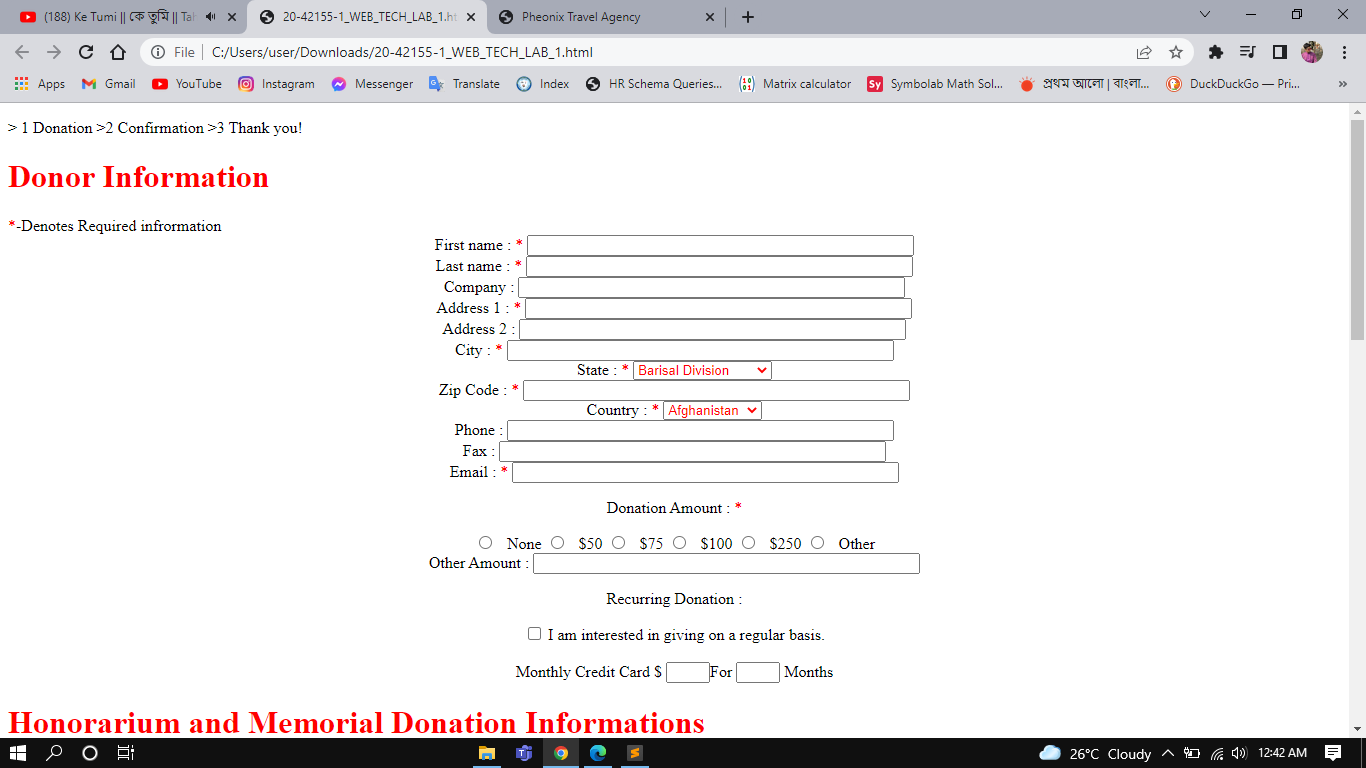 (188) Ke Tumi || কে তুমি || Tal
20-42155-1_WEB_TECH_LAB_1.ht
Pheonix Travel Agency
File
C:/Users/user/Downloads/20-42155-1_WEB_TECH_LAB_1.html
Apps Gmail YouTube Instagram Messenger Translate Index HR Schema Queries... Matrix calculator Sy Symbolab Math Sol... প্রথম আলো | বাংলা... DuckDuckGo — Pri... »
> 1 Donation >2 Confirmation >3 Thank you!
Donor Information
*-Denotes Required infrormation
First name : *
Last name : *
Company :
Address 1 : *
Address 2 :
City : *
State : * Barisal Division
Zip Code : *
Country : * Afghanistan
Phone :
Fax :
Email : *
Donation Amount : *
None $50 $75 $100 $250 Other
Other Amount :
Recurring Donation :
I am interested in giving on a regular basis.
Monthly Credit Card $ For Months
Honorarium and Memorial Donation Informations
26°C Cloudy 12:42 AM